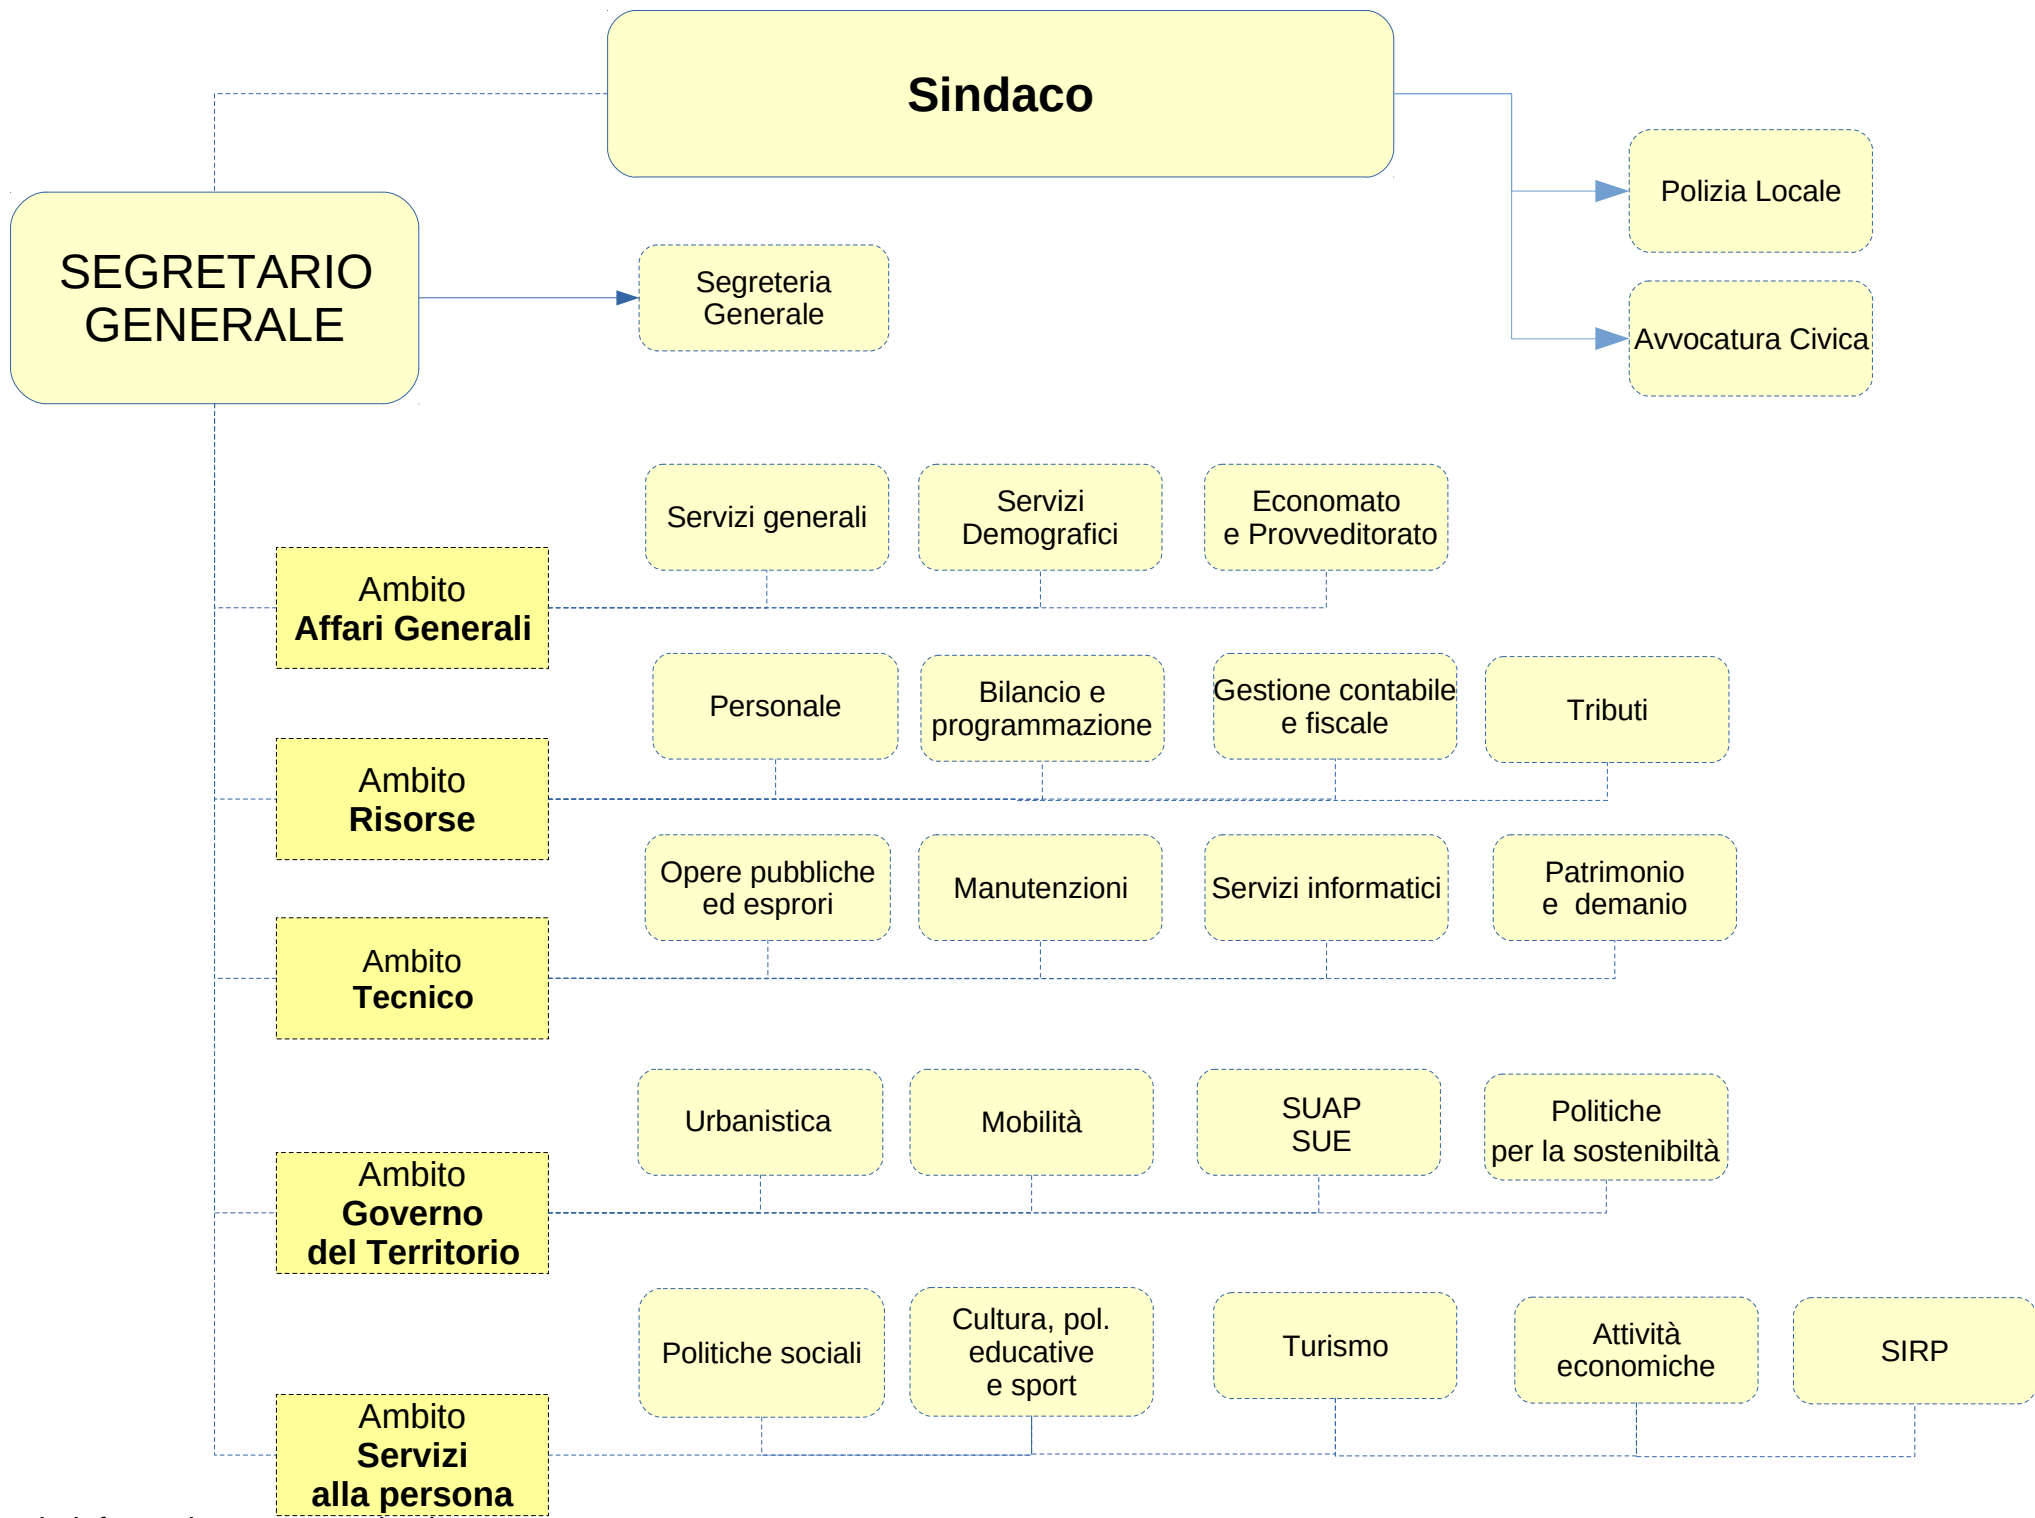 Sindaco
Polizia Locale
SEGRETARIO
GENERALE
Segreteria
Generale
Avvocatura Civica
Servizi generali
Servizi
Demografici
Economato
e Provveditorato
Ambito
Affari Generali
Personale
Bilancio e
programmazione
Gestione contabile
e fiscale
Tributi
Ambito
Risorse
Opere pubbliche
ed esprori
Manutenzioni
Servizi informatici
Patrimonio
e demanio
Ambito
Tecnico
Urbanistica
Mobilità
SUAP
SUE
Politiche
per la sostenibiltà
Ambito
Governo
del Territorio
Politiche sociali
Cultura, pol.
educative
e sport
Turismo
Attività
economiche
SIRP
Ambito
Servizi
alla persona